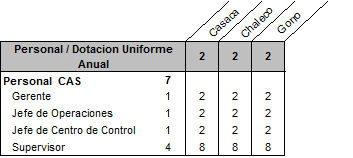 Casaca Chaleco Gorro
Personal / Dotacion Uniforme Anual 2 2 2
Personal CAS 7
Gerente 1 2 2 2
Jefe de Operaciones 1 2 2 2
Jefe de Centro de Control 1 2 2 2
Supervisor 4 8 8 8